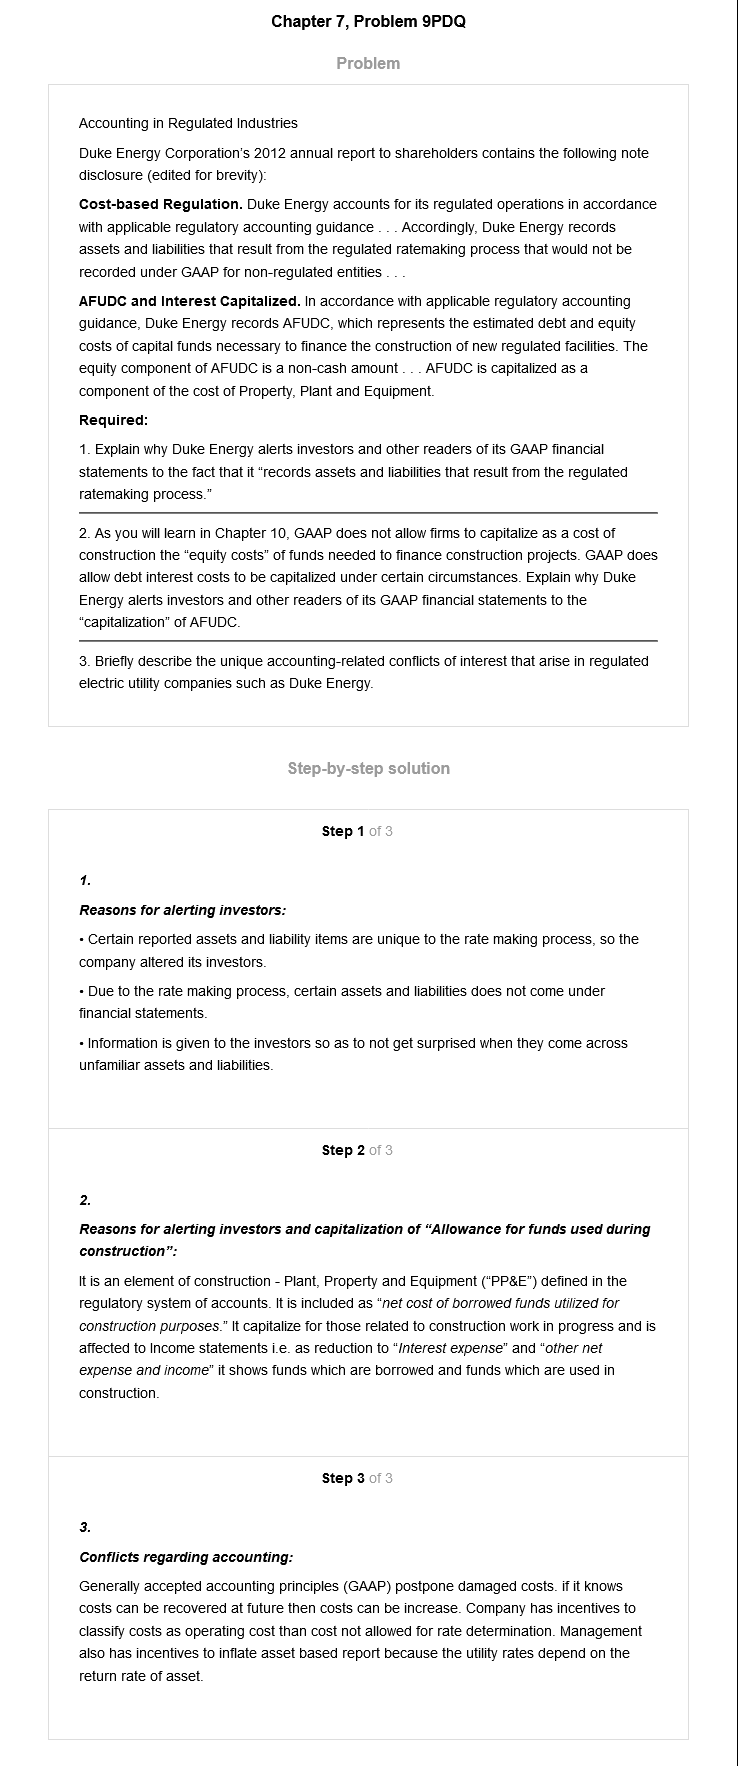 Chapter 7, Problem 9PDQ
Problem
Accounting in Regulated Industries
Duke Energy Corporation's 2012 annual report to shareholders contains the following note
disclosure (edited for brevity):
Cost-based Regulation. Duke Energy accounts for its regulated operations in accordance
with applicable regulatory accounting guidance . . . Accordingly, Duke Energy records
assets and liabilities that result from the regulated ratemaking process that would not be
recorded under GAAP for non-regulated entities . . .
AFUDC and Interest Capitalized. In accordance with applicable regulatory accounting
guidance, Duke Energy records AFUDC, which represents the estimated debt and equity
costs of capital funds necessary to finance the construction of new regulated facilities. The
equity component of AFUDC is a non-cash amount . . . AFUDC is capitalized as a
component of the cost of Property, Plant and Equipment.
Required:
1. Explain why Duke Energy alerts investors and other readers of its GAAP financial
statements to the fact that it “records assets and liabilities that result from the regulated
ratemaking process.”
2. As you will learn in Chapter 10, GAAP does not allow firms to capitalize as a cost of
construction the “equity costs” of funds needed to finance construction projects. GAAP does
allow debt interest costs to be capitalized under certain circumstances. Explain why Duke
Energy alerts investors and other readers of its GAAP financial statements to the
“capitalization” of AFUDC.
3. Briefly describe the unique accounting-related conflicts of interest that arise in regulated
electric utility companies such as Duke Energy.
Step-by-step solution
Step 1 of 3
1.
Reasons for alerting investors:
• Certain reported assets and liability items are unique to the rate making process, so the
company altered its investors.
• Due to the rate making process, certain assets and liabilities does not come under
financial statements.
• Information is given to the investors so as to not get surprised when they come across
unfamiliar assets and liabilities.
Step 2 of 3
2.
Reasons for alerting investors and capitalization of “Allowance for funds used during
construction”:
It is an element of construction - Plant, Property and Equipment (“PP&E”) defined in the
regulatory system of accounts. It is included as “net cost of borrowed funds utilized for
construction purposes.” It capitalize for those related to construction work in progress and is
affected to Income statements i.e. as reduction to “Interest expense” and “other net
expense and income” it shows funds which are borrowed and funds which are used in
construction.
Step 3 of 3
3.
Conflicts regarding accounting:
Generally accepted accounting principles (GAAP) postpone damaged costs. if it knows
costs can be recovered at future then costs can be increase. Company has incentives to
classify costs as operating cost than cost not allowed for rate determination. Management
also has incentives to inflate asset based report because the utility rates depend on the
return rate of asset.